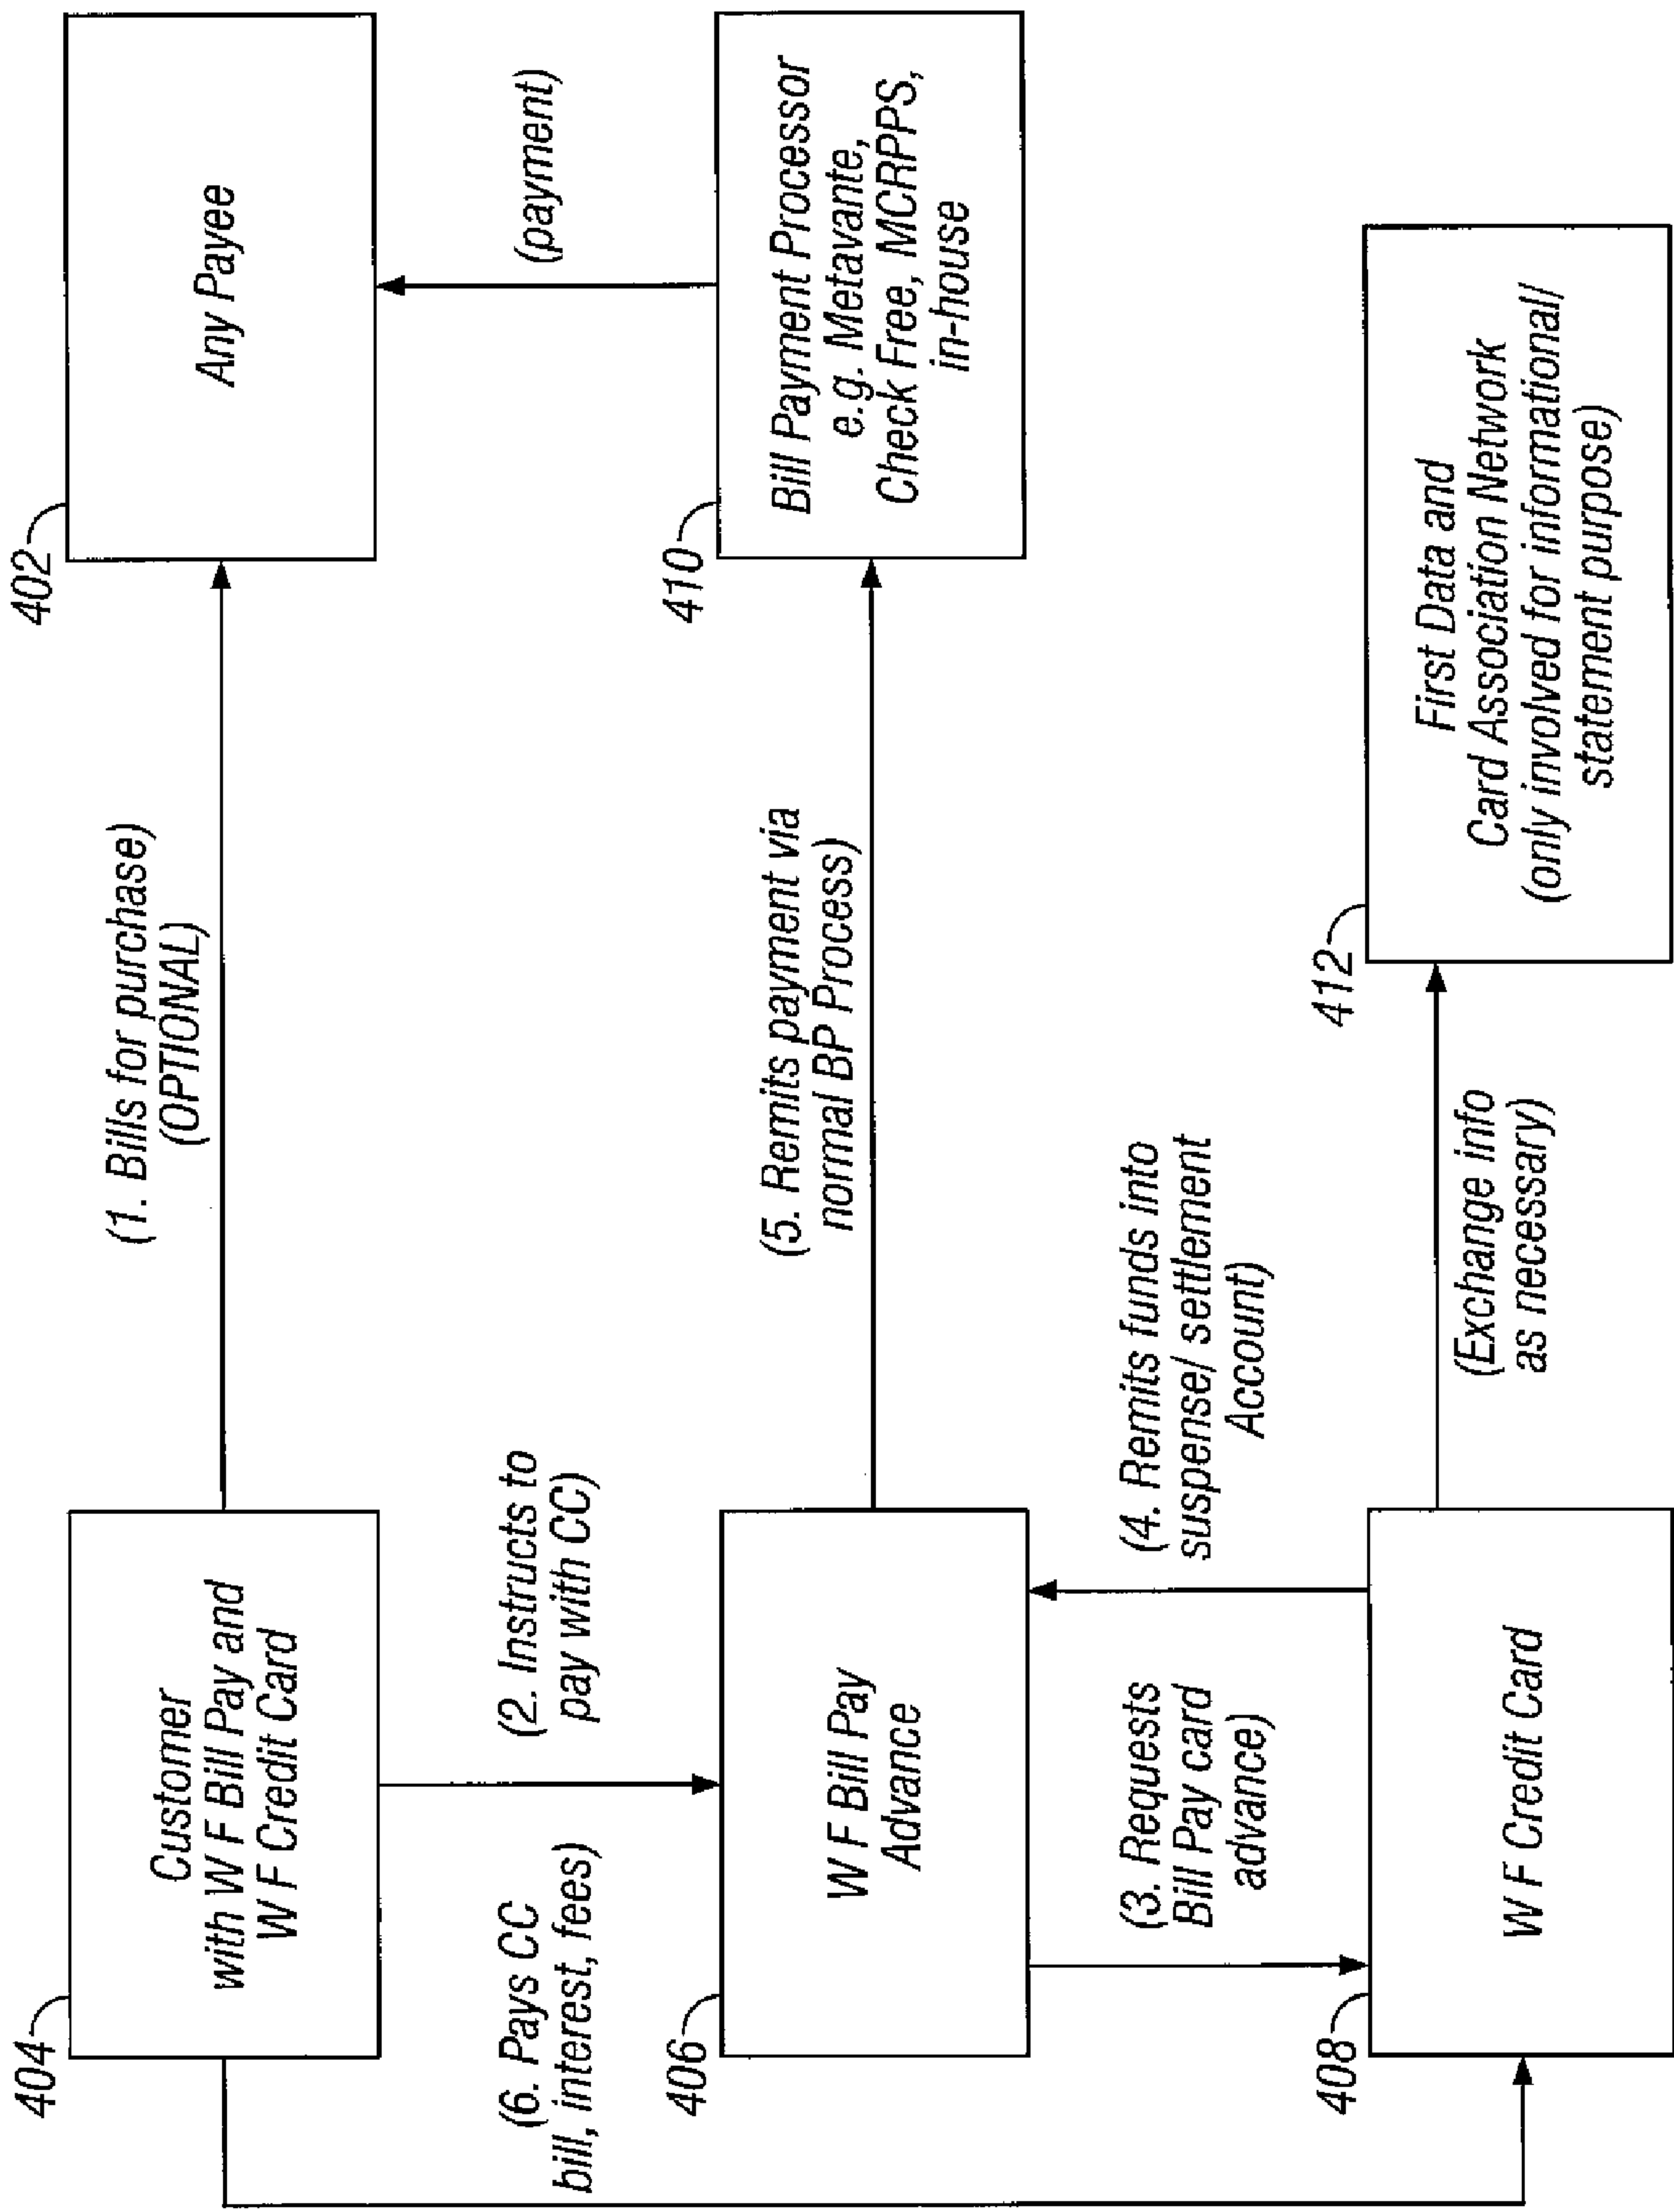 404
Customer
with W F Bill Pay and
W F Credit Card
(1. Bills for purchase)
(OPTIONAL)
402
Any Payee
(6. Pays CC
bill, interest, fees)
(2. Instructs to
pay with CC)
(payment)
406
W F Bill Pay
Advance
(5. Remits payment via
normal BP Process)
410
Bill Payment Processor
e.g. Metavante,
Check Free, MCRPPS,
in-house
(3. Requests
Bill Pay card
advance)
(4. Remits funds into
suspense/ settlement
Account)
408
W F Credit Card
(Exchange info
as necessary)
412
First Data and
Card Association Network
(only involved for informational/
statement purpose)